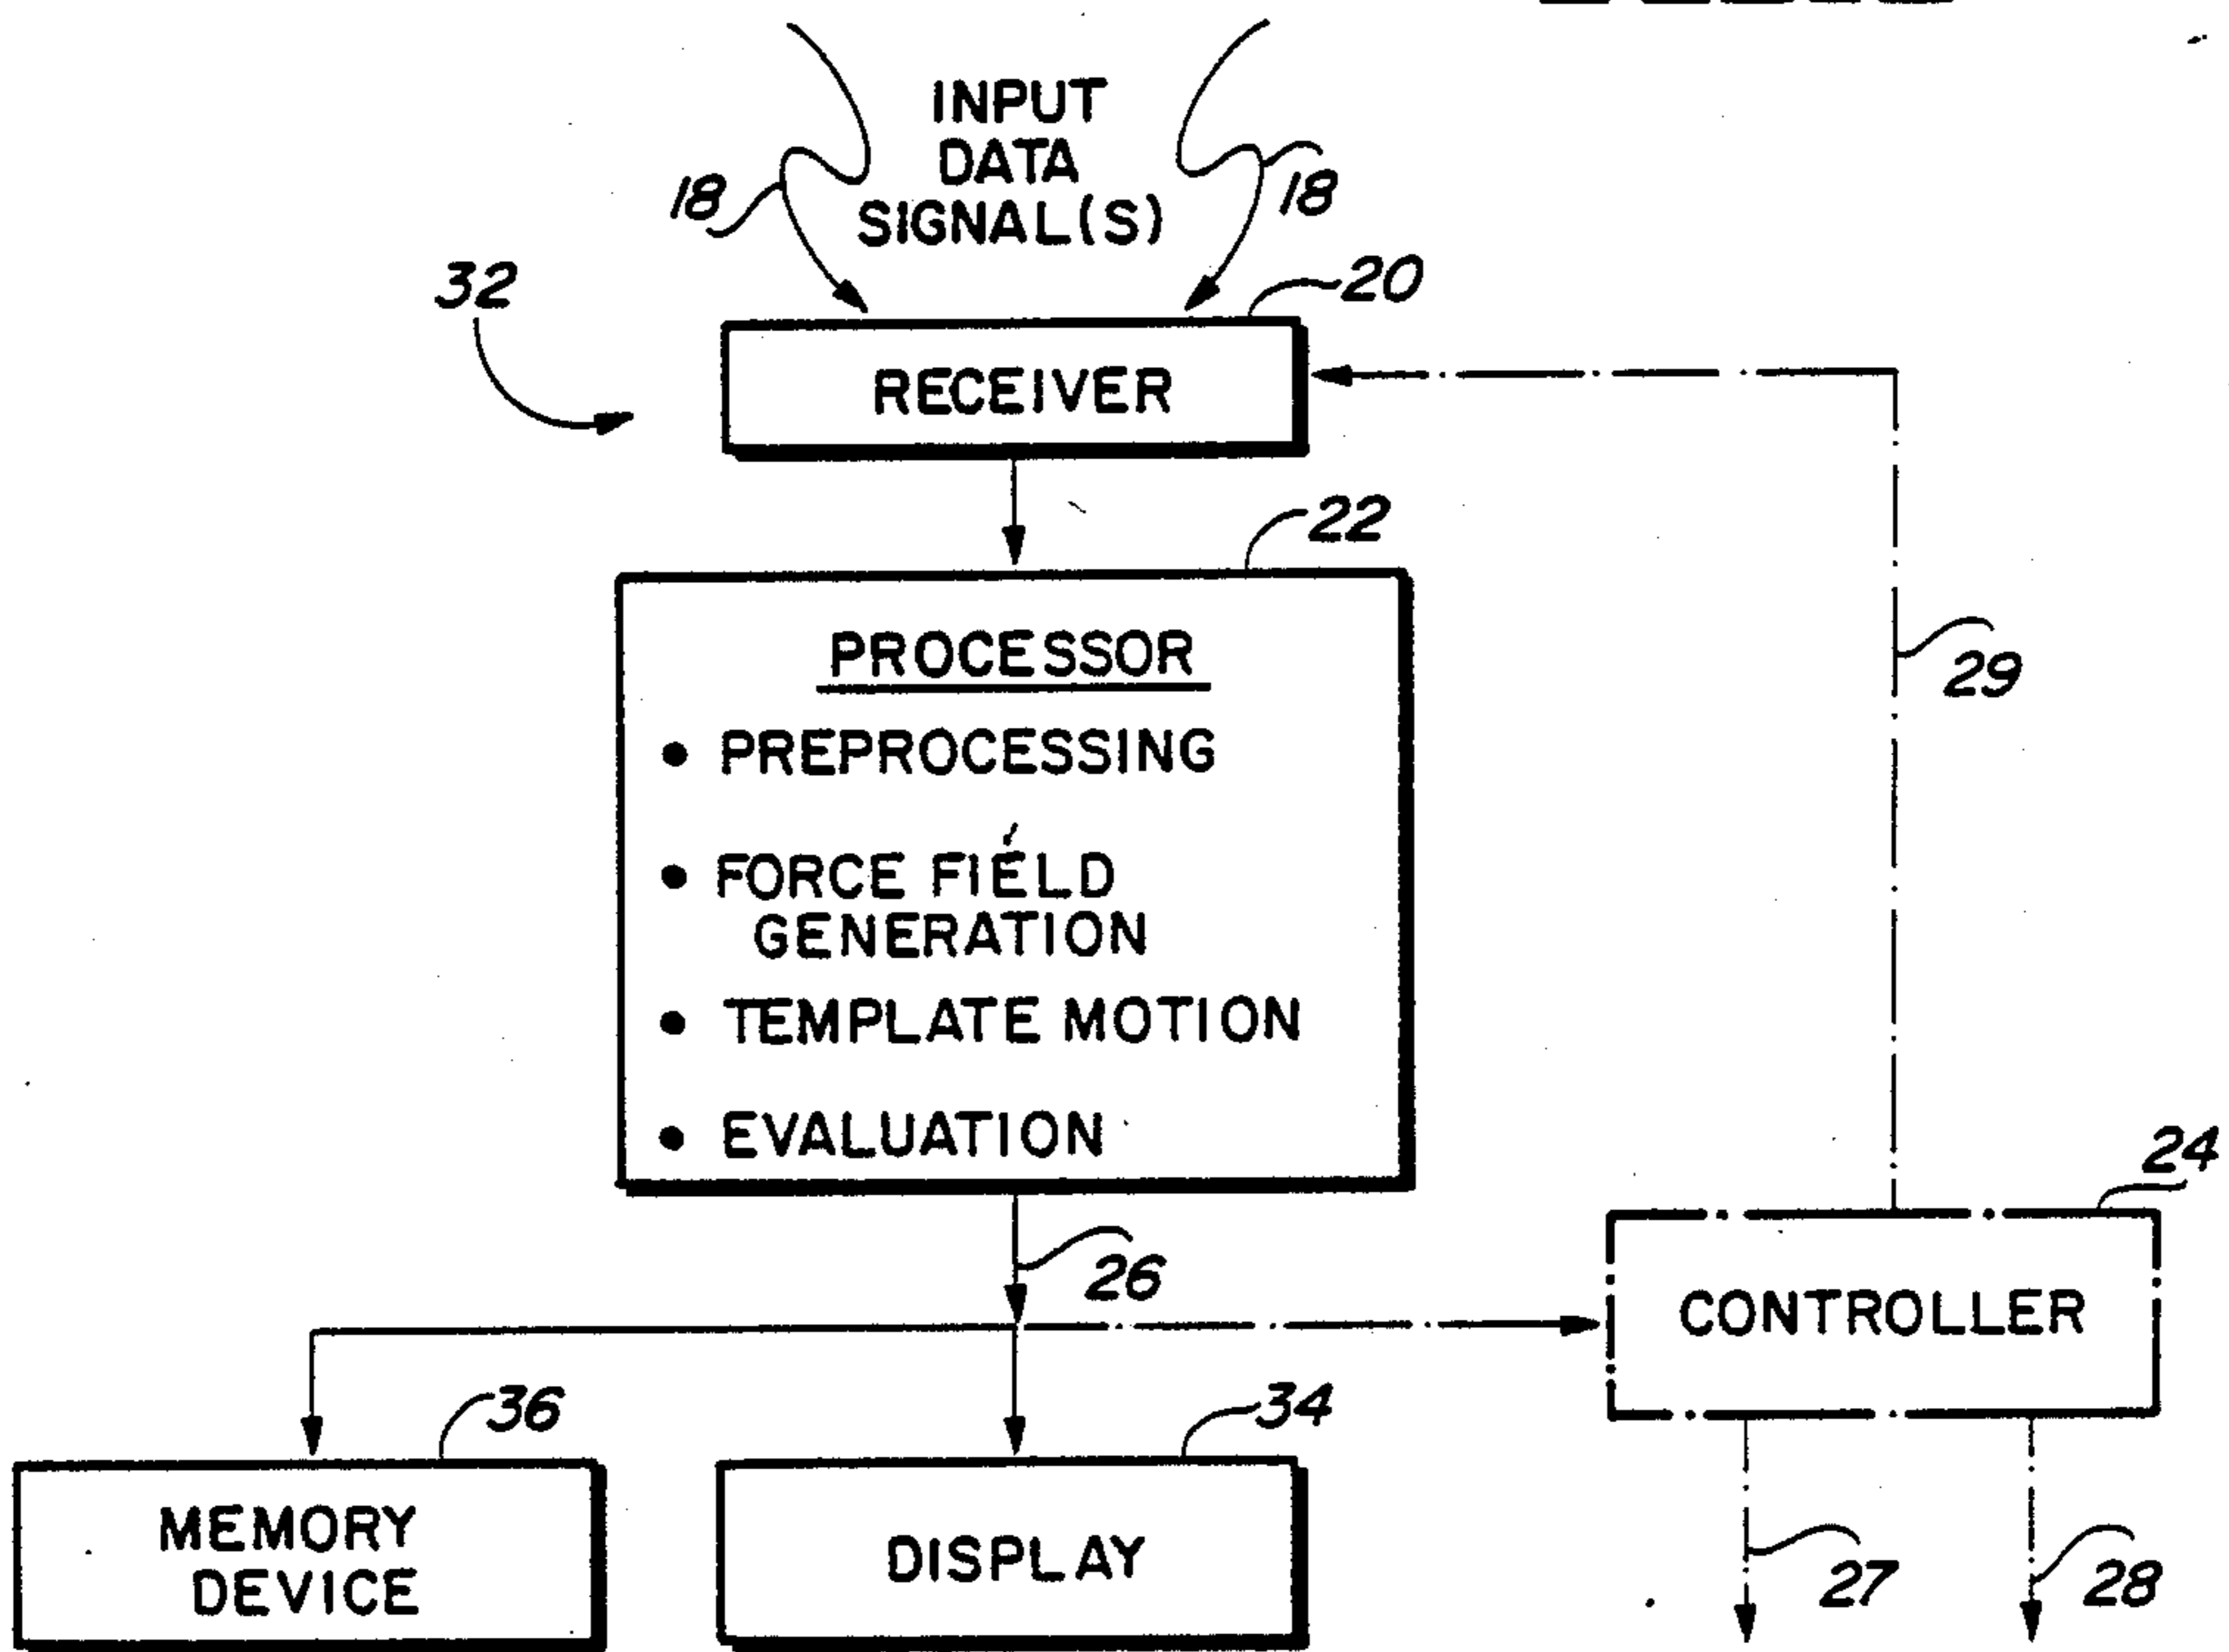 INPUT
DATA
SIGNAL(S)
18
18
32
20
RECEIVER
22
PROCESSOR
• PREPROCESSING
29
• FORCE FIELD
GENERATION
• TEMPLATE MOTION
• EVALUATION
24
26
CONTROLLER
36
34
MEMORY
DEVICE
DISPLAY
27
28